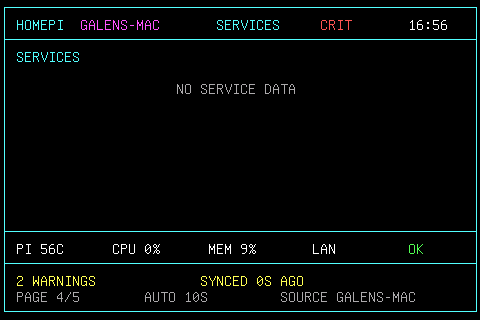 HOMEPI GALENS-MAC SERVICES CRIT 16:56
SERVICES
NO SERVICE DATA
PI 56C CPU 0% MEM 9% LAN OK
2 WARNINGS SYNCED 0S AGO
PAGE 4/5 AUTO 10S SOURCE GALENS-MAC